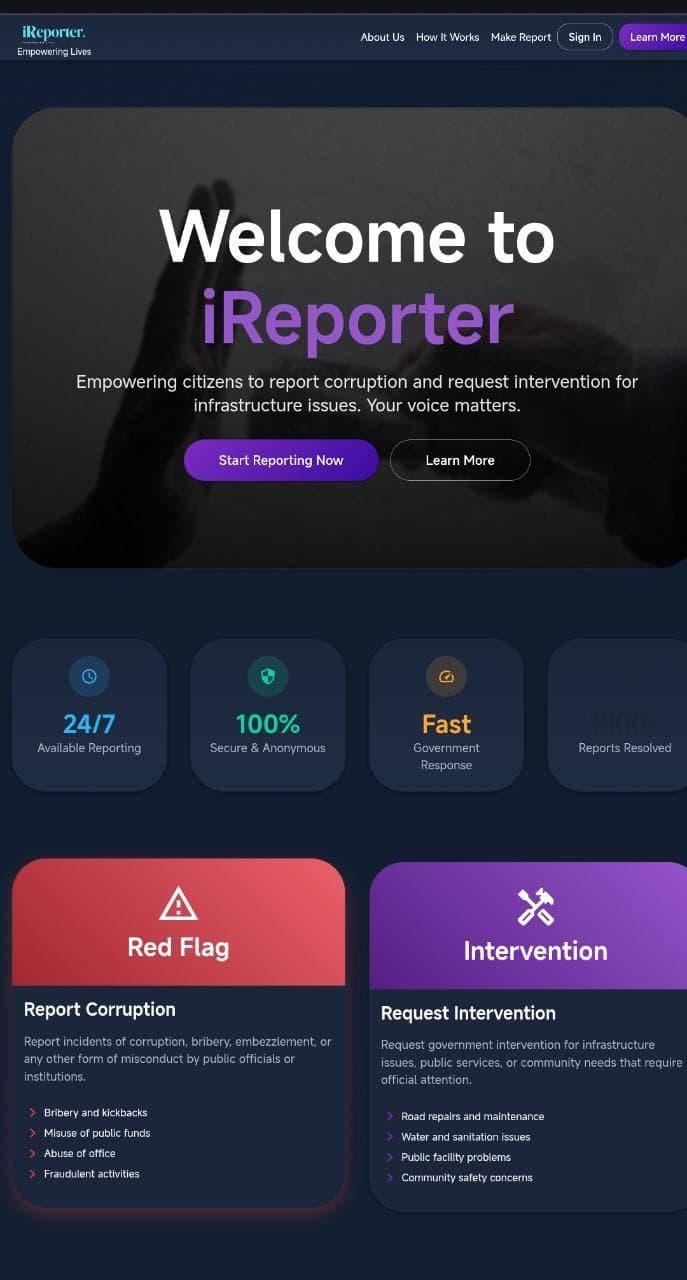 iReporter.
Empowering Lives
About Us How It Works Make Report Sign In Learn More
Welcome to
iReporter
Empowering citizens to report corruption and request intervention for
infrastructure issues. Your voice matters.
Start Reporting Now Learn More
24/7
Available Reporting
100%
Secure & Anonymous
Fast
Government
Response
1000+
Reports Resolved
Red Flag
Report Corruption
Report incidents of corruption, bribery, embezzlement, or
any other form of misconduct by public officials or
institutions.
Bribery and kickbacks
Misuse of public funds
Abuse of office
Fraudulent activities
Intervention
Request Intervention
Request government intervention for infrastructure
issues, public services, or community needs that require
official attention.
Road repairs and maintenance
Water and sanitation issues
Public facility problems
Community safety concerns